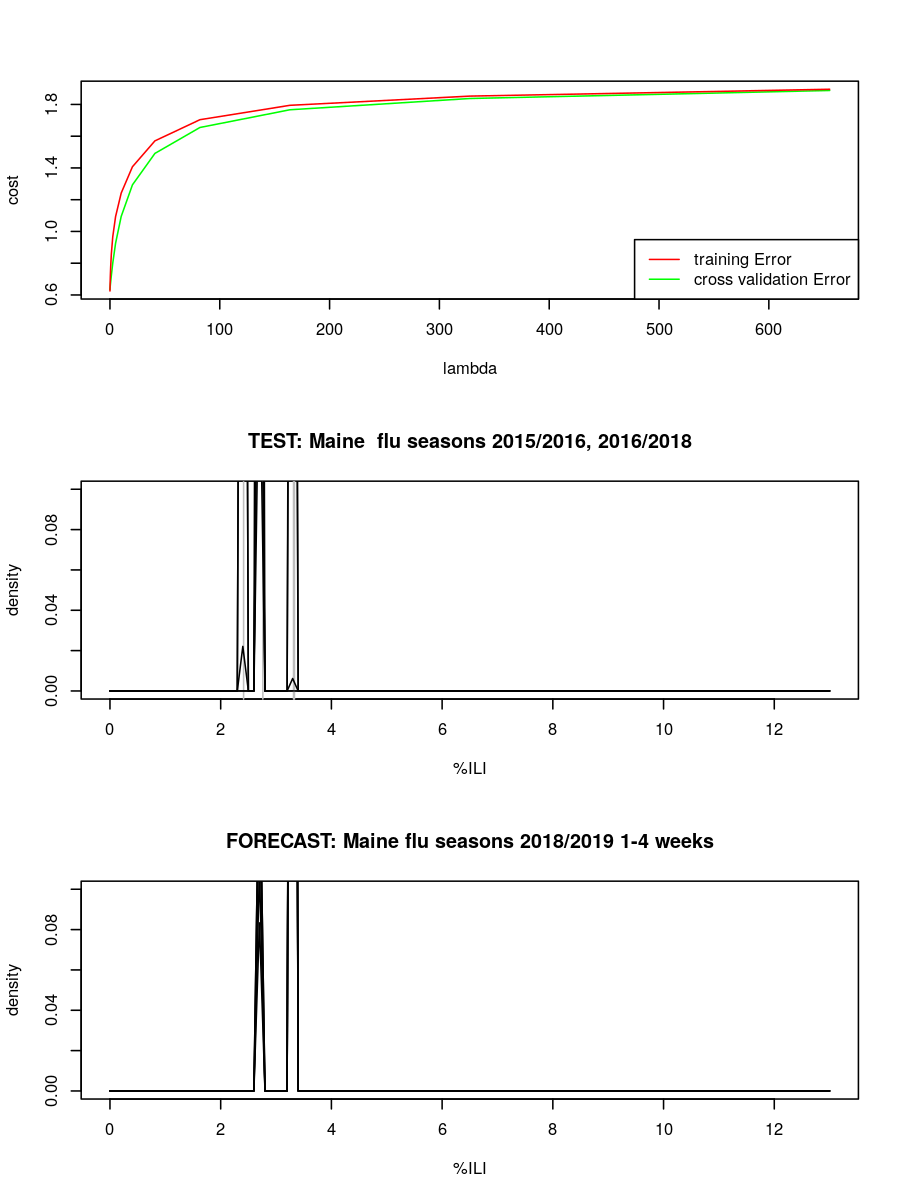 cost
0.6 1.0 1.4 1.8
training Error
cross validation Error
0 100 200 300 400 500 600
lambda
TEST: Maine  flu seasons 2015/2016, 2016/2018
density
0.00 0.04 0.08
0 2 4 6 8 10 12
%ILI
FORECAST: Maine flu seasons 2018/2019 1-4 weeks
density
0.00 0.04 0.08
0 2 4 6 8 10 12
%ILI